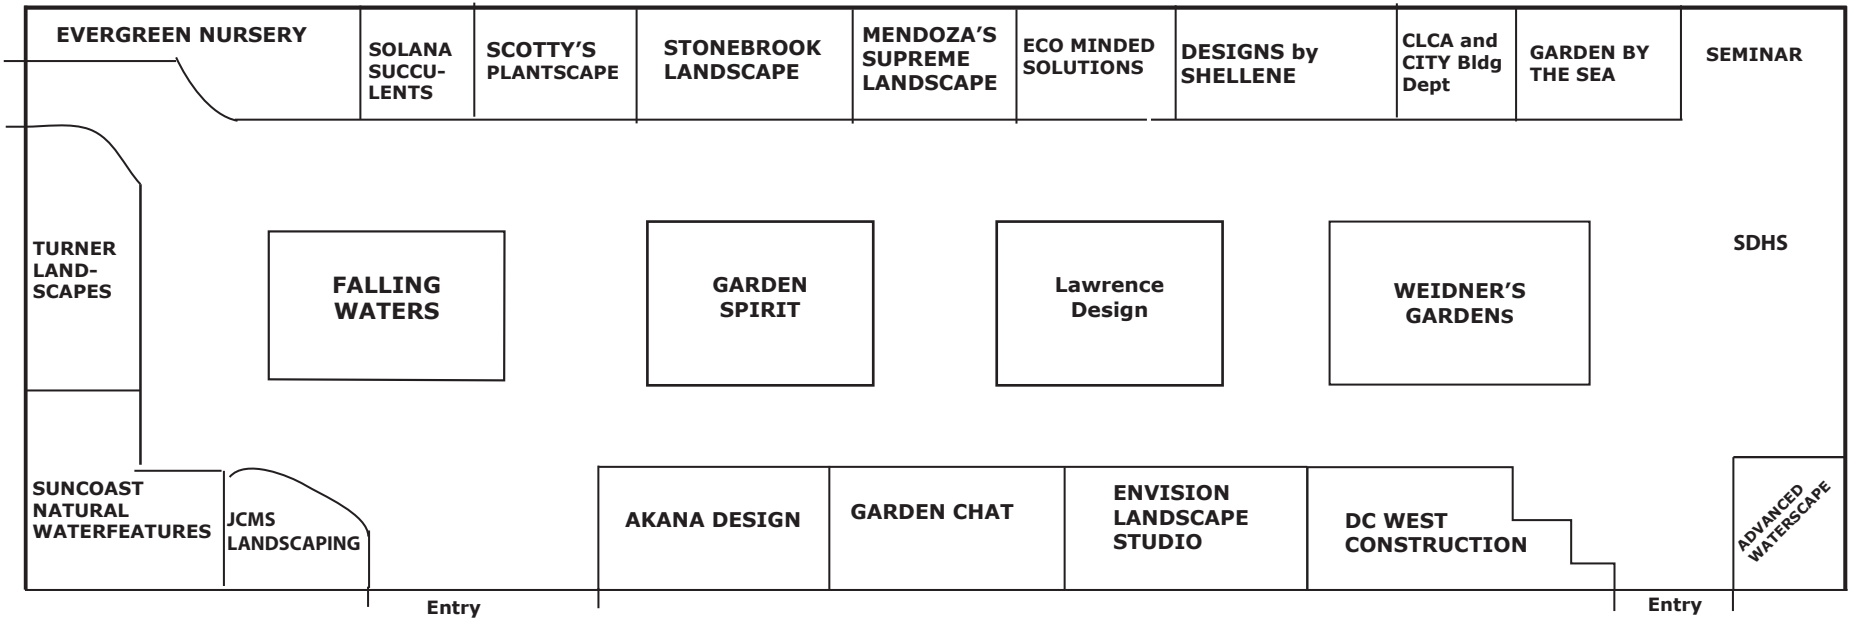 EVERGREEN NURSERY
SOLANA
SUCCU-
LENTS
SCOTTY'S
PLANTSCAPE
STONEBROOK
LANDSCAPE
MENDOZA'S
SUPREME
LANDSCAPE
ECO MINDED
SOLUTIONS
DESIGNS by
SHELLENE
CLCA and
CITY Bldg
Dept
GARDEN BY
THE SEA
SEMINAR
TURNER
LAND-
SCAPES
FALLING
WATERS
GARDEN
SPIRIT
Lawrence
Design
WEIDNER'S
GARDENS
SDHS
SUNCOAST
NATURAL
WATERFEATURES
JCMS
LANDSCAPING
AKANA DESIGN
GARDEN CHAT
ENVISION
LANDSCAPE
STUDIO
DC WEST
CONSTRUCTION
ADVANCED
WATERSCAPE
Entry
Entry